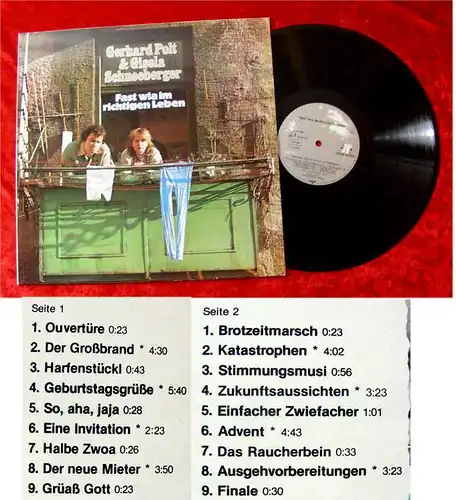 Gerhard Polt
& Gisela
Schneeberger
Fast wia im
richtigen Leben
Seite 1
1. Ouvertüre 0:23
2. Der Großbrand * 4:30
3. Harfenstückl 0:43
4. Geburtstagsgrüße * 5:40
5. So, aha, jaja 0:28
6. Eine Invitation * 2:23
7. Halbe Zwoa 0:26
8. Der neue Mieter * 3:50
9. Grüaß Gott 0:23
Seite 2
1. Brotzeitmarsch 0:23
2. Katastrophen * 4:02
3. Stimmungsmusi 0:56
4. Zukunftsaussichten * 3:23
5. Einfacher Zwiefacher 1:01
6. Advent * 4:43
7. Das Raucherbein 0:33
8. Ausgehvorbereitungen * 3:23
9. Finale 0:30